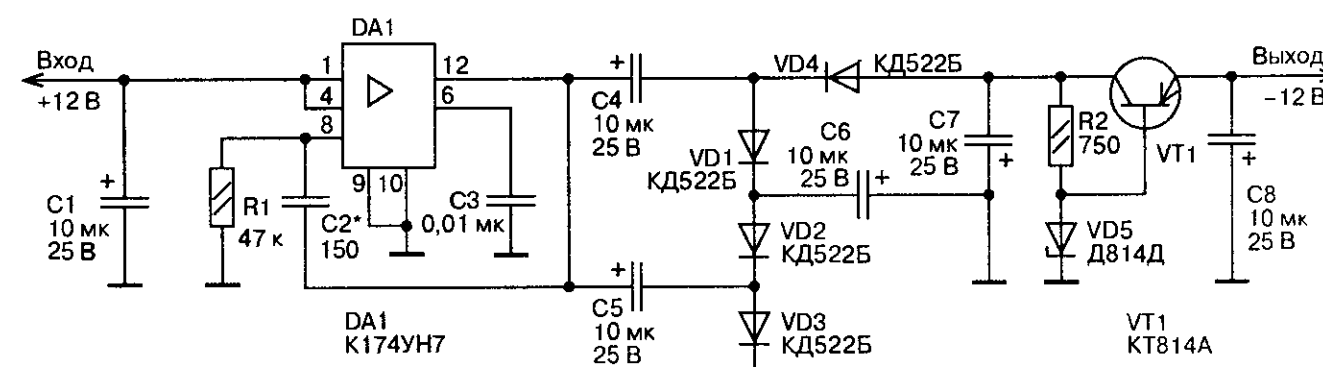 DA1
Вход
+12 В
1
4
8
12
6
9
10
C1
10 мк
25 В
+
R1
47 к
C2*
150
C3
0,01 мк
+
C4
10 мк
25 В
+
C5
10 мк
25 В
DA1
К174УН7
VD4
КД522Б
VD1
КД522Б
C6
10 мк
25 В
+
VD2
КД522Б
VD3
КД522Б
C7
10 мк
25 В
+
R2
750
VT1
VD5
Д814Д
Выход
−12 В
+
C8
10 мк
25 В
VT1
КТ814А